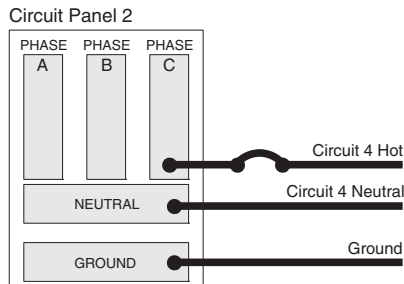 Circuit Panel 2
PHASE PHASE PHASE
A B C
Circuit 4 Hot
Circuit 4 Neutral
NEUTRAL
Ground
GROUND